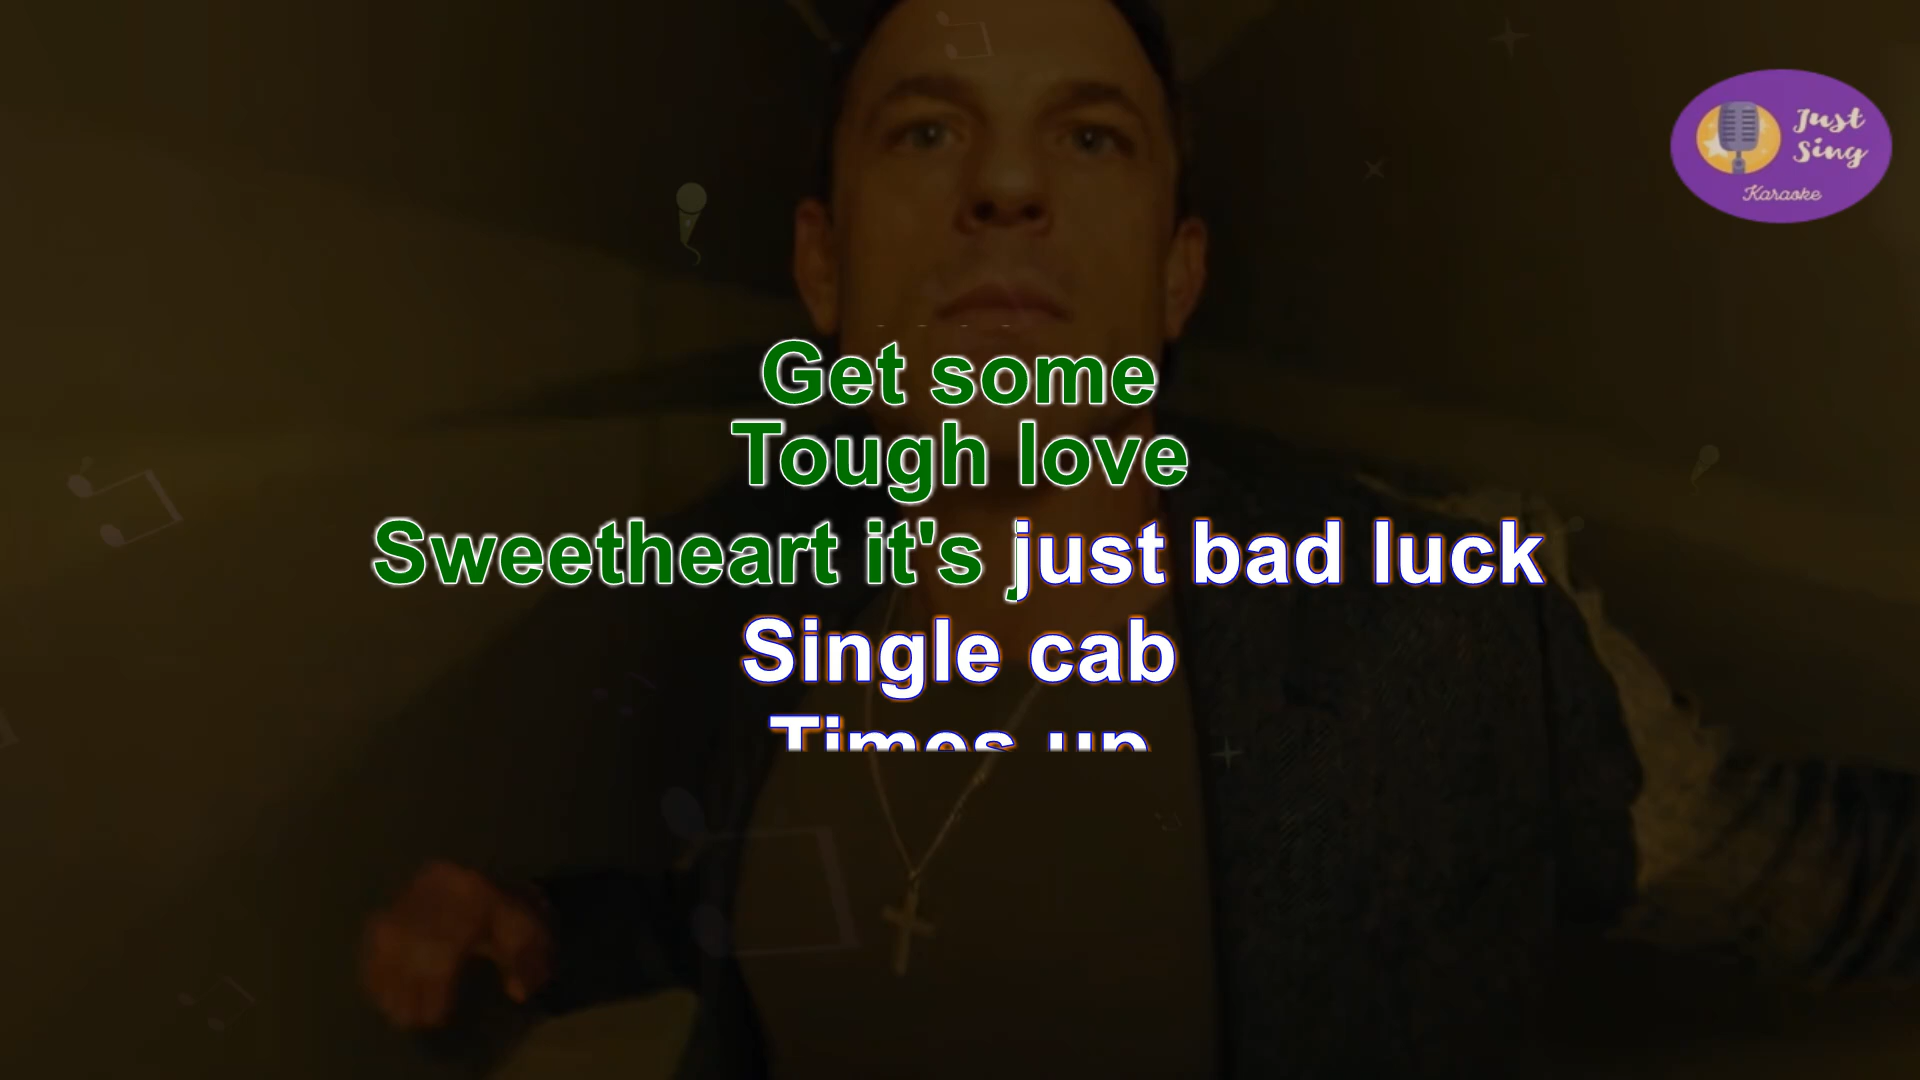 Just
Sing
Karaoke
Get some
Tough love
Sweetheart it's just bad luck
Single cab
Times up